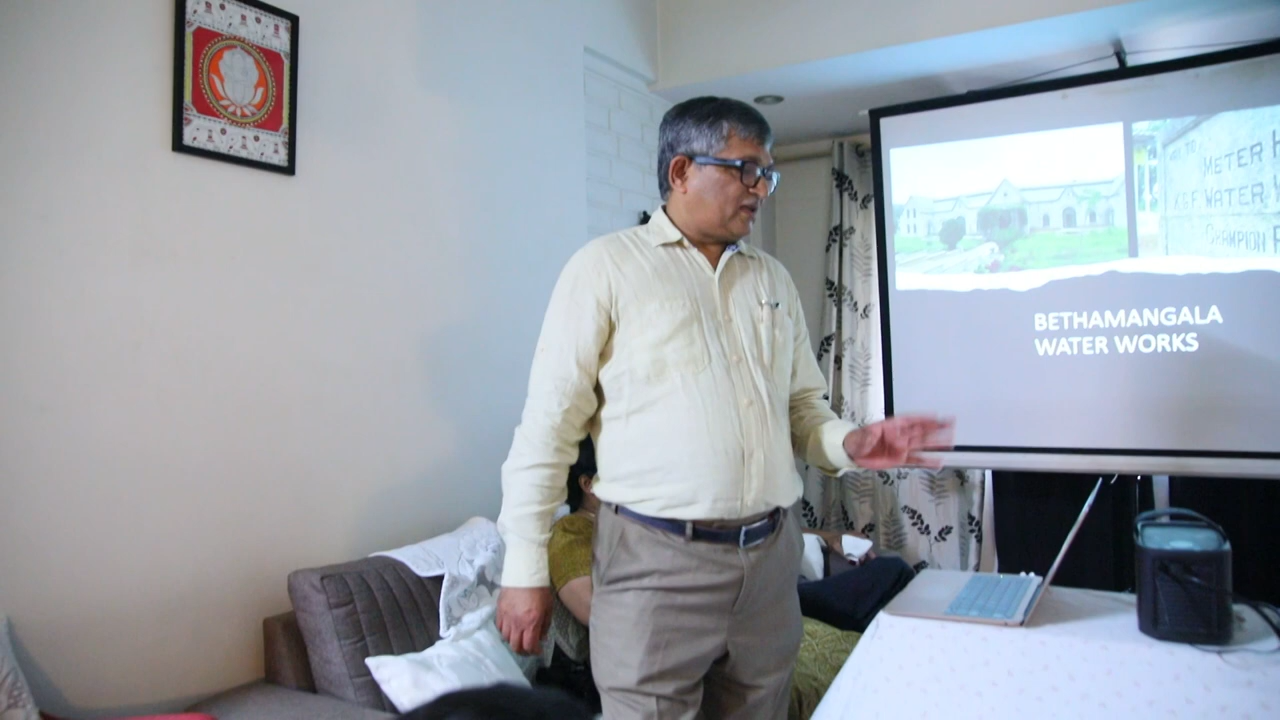 METER
K.G.F. WATER
CHAMPION
BETHAMANGALA
WATER WORKS